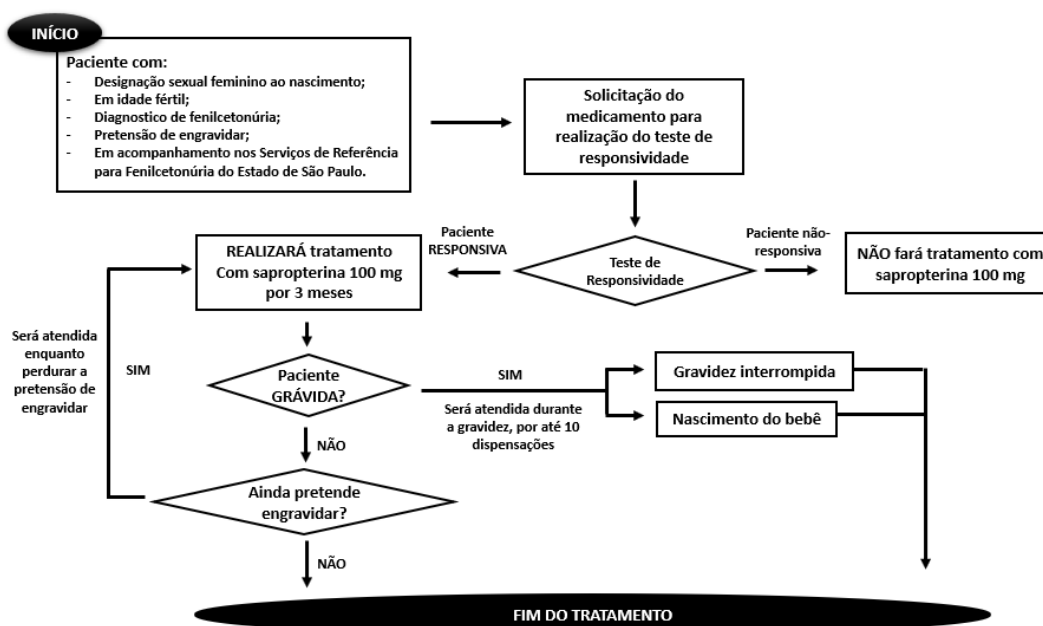 INÍCIO
Paciente com:
- Designação sexual feminino ao nascimento;
- Em idade fértil;
- Diagnostico de fenilcetonúria;
- Pretensão de engravidar;
- Em acompanhamento nos Serviços de Referência
para Fenilcetonúria do Estado de São Paulo.
Solicitação do
medicamento para
realização do teste de
responsividade
Teste de
Responsividade
Paciente não-
responsiva
NÃO fará tratamento com
sapropterina 100 mg
Paciente
RESPONSIVA
REALIZARÁ tratamento
Com sapropterina 100 mg
por 3 meses
Paciente
GRÁVIDA?
SIM
Será atendida durante
a gravidez, por até 10
dispensações
Gravidez interrompida
Nascimento do bebê
NÃO
Ainda pretende
engravidar?
SIM
Será atendida
enquanto
perdurar a
pretensão de
engravidar
NÃO
FIM DO TRATAMENTO